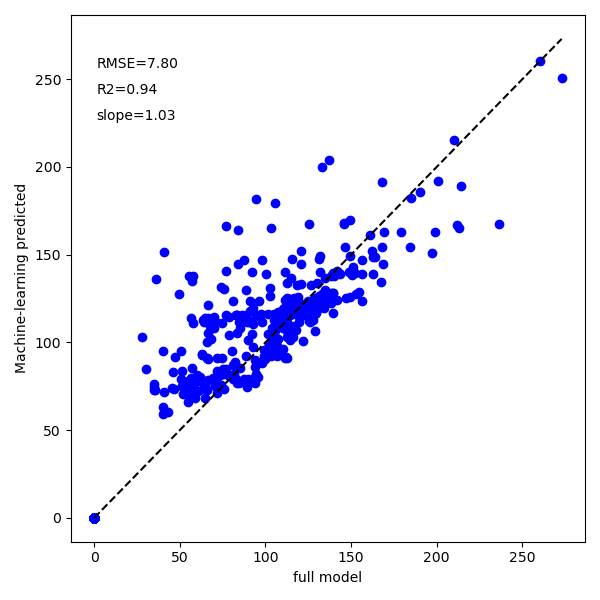 RMSE=7.80
R2=0.94
slope=1.03
250
200
150
100
50
0
Machine-learning predicted
0 50 100 150 200 250
full model